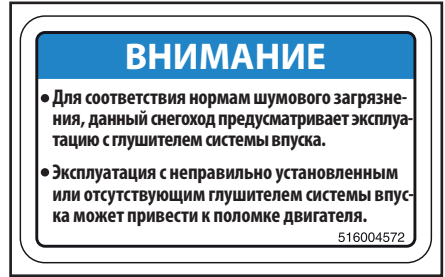 ВНИМАНИЕ
• Для соответствия нормам шумового загрязне-
ния, данный снегоход предусматривает эксплуа-
тацию с глушителем системы впуска.
• Эксплуатация с неправильно установленным
или отсутствующим глушителем системы впус-
ка может привести к поломке двигателя.
516004572